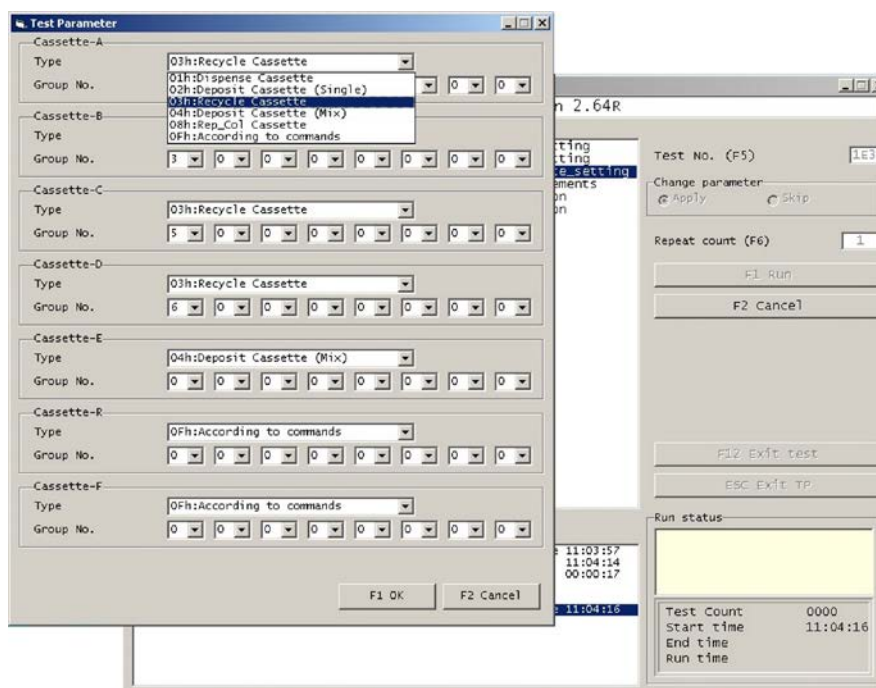 Test Parameter
Cassette-A
Type 03h:Recycle Cassette
01h:Dispense Cassette
02h:Deposit Cassette (Single)
03h:Recycle Cassette
04h:Deposit Cassette (Mix)
08h:Rep_Col Cassette
0Fh:According to commands
Group No. 0 0
Cassette-B
Type
Group No. 3 0 0 0 0 0 0 0
Cassette-C
Type 03h:Recycle Cassette
Group No. 5 0 0 0 0 0 0 0
Cassette-D
Type 03h:Recycle Cassette
Group No. 6 0 0 0 0 0 0 0
Cassette-E
Type 04h:Deposit Cassette (Mix)
Group No. 0 0 0 0 0 0 0 0
Cassette-R
Type 0Fh:According to commands
Group No. 0 0 0 0 0 0 0 0
Cassette-F
Type 0Fh:According to commands
Group No. 0 0 0 0 0 0 0 0
F1 OK F2 Cancel
n 2.64R
tting
tting
ce_setting
ements
on
on
Test No. (F5) 1E3
Change parameter
Apply Skip
Repeat count (F6) 1
F1 Run
F2 Cancel
F12 Exit test
ESC Exit TP
Run status
e 11:03:57
11:04:14
00:00:17
e 11:04:16
Test Count 0000
Start time 11:04:16
End time
Run time